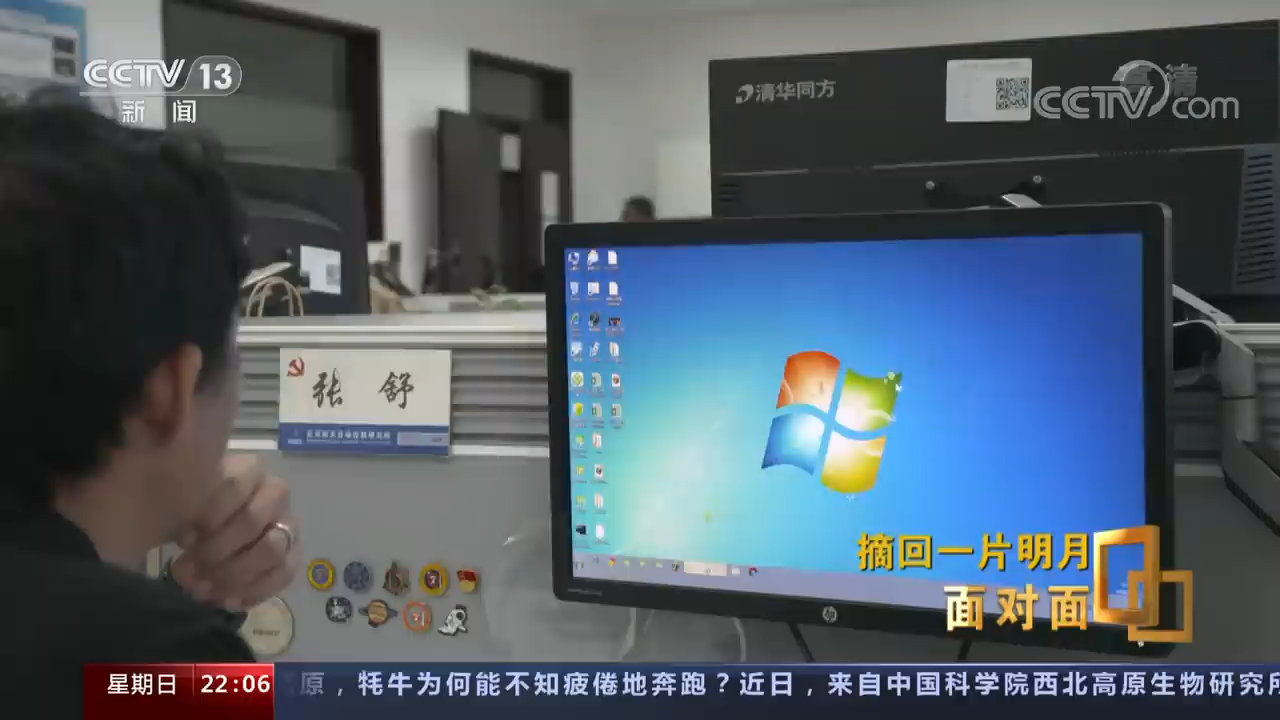 CCTV 13
新闻
清华同方
高清
CCTV com
张 舒
摘回一片明月
面对面
hp
星期日 22:06
原，牦牛为何能不知疲倦地奔跑？近日，来自中国科学院西北高原生物研究所